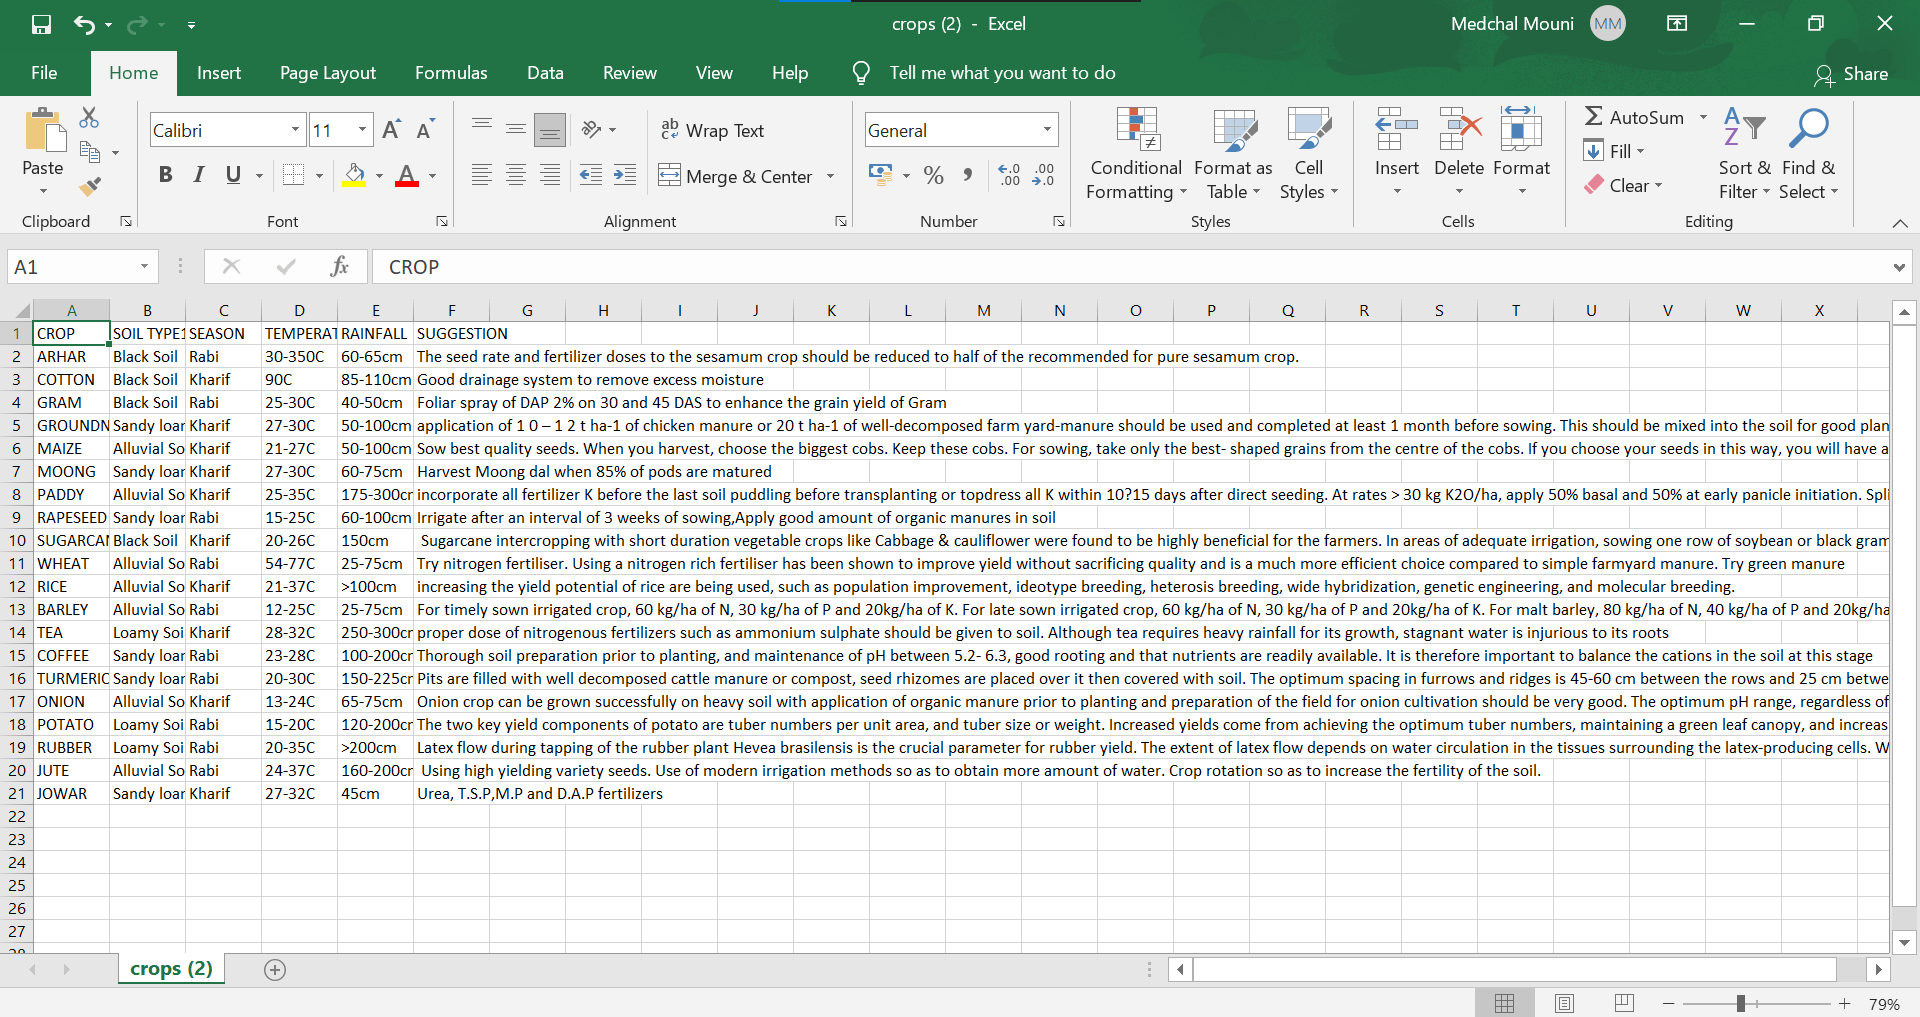 crops (2) - Excel
Medchal Mouni MM
File Home Insert Page Layout Formulas Data Review View Help Tell me what you want to do Share
Paste
Clipboard
Calibri 11 A A
B I U A
Font
ab c Wrap Text
Merge & Center
Alignment
General
% , ←.0 .00 .00 →.0
Number
Conditional Formatting
Format as Table
Cell Styles
Styles
Insert Delete Format
Cells
Σ AutoSum
Fill
Clear
A Z Sort & Filter
Find & Select
Editing
A1 fx CROP
A B C D E F G H I J K L M N O P Q R S T U V W X
1 CROP SOIL TYPE1 SEASON TEMPERAT RAINFALL SUGGESTION
2 ARHAR Black Soil Rabi 30-350C 60-65cm The seed rate and fertilizer doses to the sesamum crop should be reduced to half of the recommended for pure sesamum crop.
3 COTTON Black Soil Kharif 90C 85-110cm Good drainage system to remove excess moisture
4 GRAM Black Soil Rabi 25-30C 40-50cm Foliar spray of DAP 2% on 30 and 45 DAS to enhance the grain yield of Gram
5 GROUNDN Sandy loar Kharif 27-30C 50-100cm application of 1 0 – 1 2 t ha-1 of chicken manure or 20 t ha-1 of well-decomposed farm yard-manure should be used and completed at least 1 month before sowing. This should be mixed into the soil for good plan
6 MAIZE Alluvial So Kharif 21-27C 50-100cm Sow best quality seeds. When you harvest, choose the biggest cobs. Keep these cobs. For sowing, take only the best- shaped grains from the centre of the cobs. If you choose your seeds in this way, you will have a
7 MOONG Sandy loar Kharif 27-30C 60-75cm Harvest Moong dal when 85% of pods are matured
8 PADDY Alluvial So Kharif 25-35C 175-300cr incorporate all fertilizer K before the last soil puddling before transplanting or topdress all K within 10?15 days after direct seeding. At rates > 30 kg K2O/ha, apply 50% basal and 50% at early panicle initiation. Spli
9 RAPESEED Sandy loar Rabi 15-25C 60-100cm Irrigate after an interval of 3 weeks of sowing,Apply good amount of organic manures in soil
10 SUGARCAN Black Soil Kharif 20-26C 150cm Sugarcane intercropping with short duration vegetable crops like Cabbage & cauliflower were found to be highly beneficial for the farmers. In areas of adequate irrigation, sowing one row of soybean or black gram
11 WHEAT Alluvial So Rabi 54-77C 25-75cm Try nitrogen fertiliser. Using a nitrogen rich fertiliser has been shown to improve yield without sacrificing quality and is a much more efficient choice compared to simple farmyard manure. Try green manure
12 RICE Alluvial So Kharif 21-37C >100cm increasing the yield potential of rice are being used, such as population improvement, ideotype breeding, heterosis breeding, wide hybridization, genetic engineering, and molecular breeding.
13 BARLEY Alluvial So Rabi 12-25C 25-75cm For timely sown irrigated crop, 60 kg/ha of N, 30 kg/ha of P and 20kg/ha of K. For late sown irrigated crop, 60 kg/ha of N, 30 kg/ha of P and 20kg/ha of K. For malt barley, 80 kg/ha of N, 40 kg/ha of P and 20kg/ha
14 TEA Loamy Soi Kharif 28-32C 250-300cr proper dose of nitrogenous fertilizers such as ammonium sulphate should be given to soil. Although tea requires heavy rainfall for its growth, stagnant water is injurious to its roots
15 COFFEE Sandy loar Rabi 23-28C 100-200cr Thorough soil preparation prior to planting, and maintenance of pH between 5.2- 6.3, good rooting and that nutrients are readily available. It is therefore important to balance the cations in the soil at this stage
16 TURMERIC Sandy loar Rabi 20-30C 150-225cr Pits are filled with well decomposed cattle manure or compost, seed rhizomes are placed over it then covered with soil. The optimum spacing in furrows and ridges is 45-60 cm between the rows and 25 cm betwe
17 ONION Alluvial So Kharif 13-24C 65-75cm Onion crop can be grown successfully on heavy soil with application of organic manure prior to planting and preparation of the field for onion cultivation should be very good. The optimum pH range, regardless of
18 POTATO Loamy Soi Rabi 15-20C 120-200cr The two key yield components of potato are tuber numbers per unit area, and tuber size or weight. Increased yields come from achieving the optimum tuber numbers, maintaining a green leaf canopy, and increas
19 RUBBER Loamy Soi Rabi 20-35C >200cm Latex flow during tapping of the rubber plant Hevea brasilensis is the crucial parameter for rubber yield. The extent of latex flow depends on water circulation in the tissues surrounding the latex-producing cells. W
20 JUTE Alluvial So Rabi 24-37C 160-200cr Using high yielding variety seeds. Use of modern irrigation methods so as to obtain more amount of water. Crop rotation so as to increase the fertility of the soil.
21 JOWAR Sandy loar Kharif 27-32C 45cm Urea, T.S.P,M.P and D.A.P fertilizers
22
23
24
25
26
27
28
crops (2)
79%